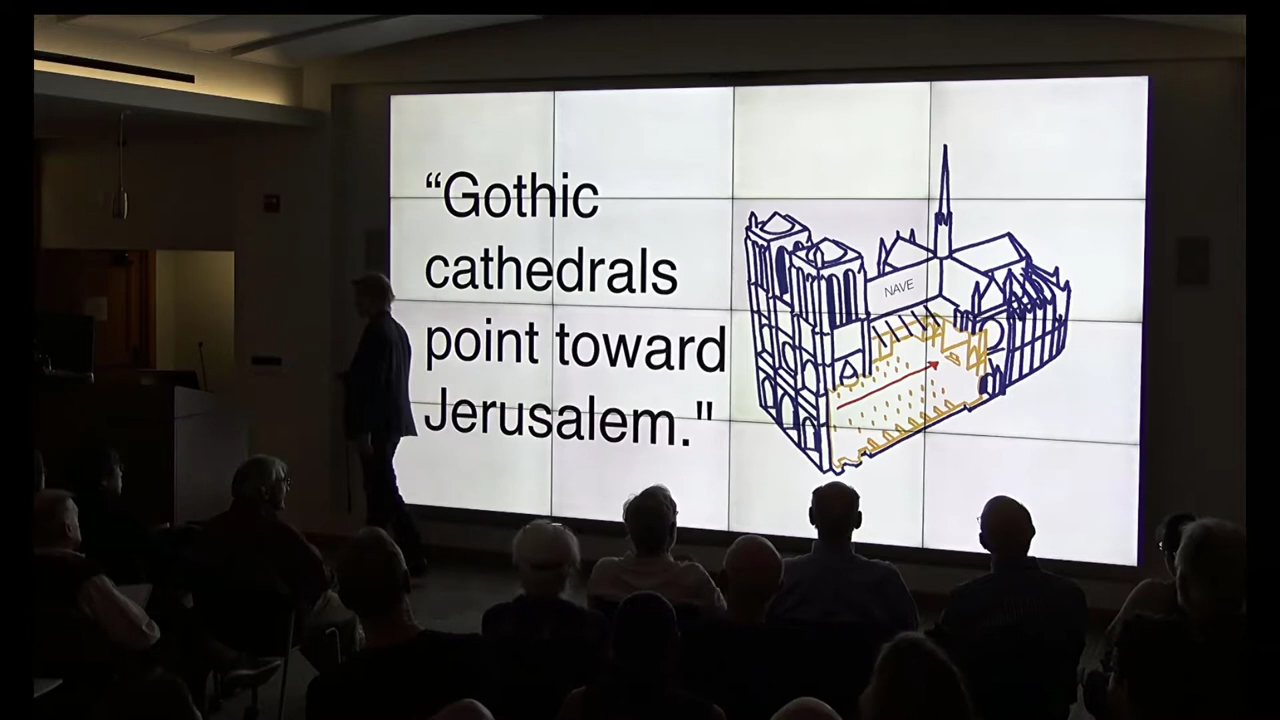 “Gothic
cathedrals
point toward
Jerusalem."
NAVE